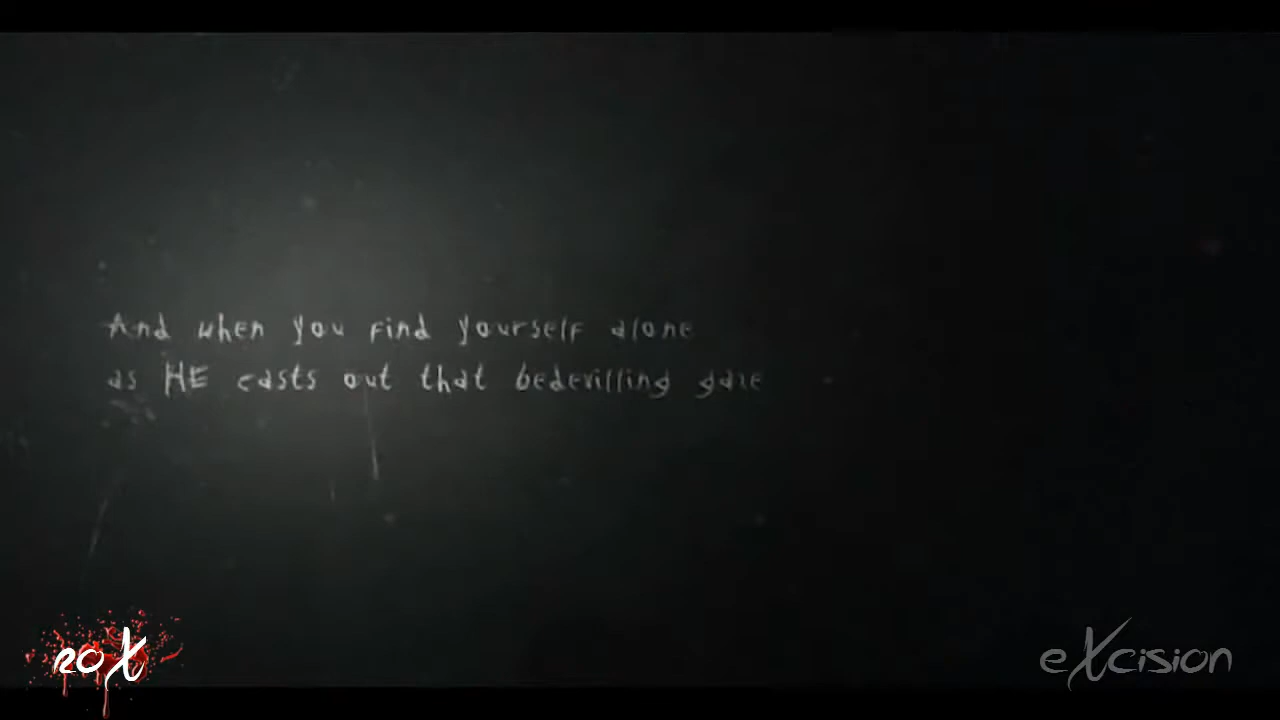 And when you find yourself alone
as HE casts out that bedevilling gaze
roX
eXcision